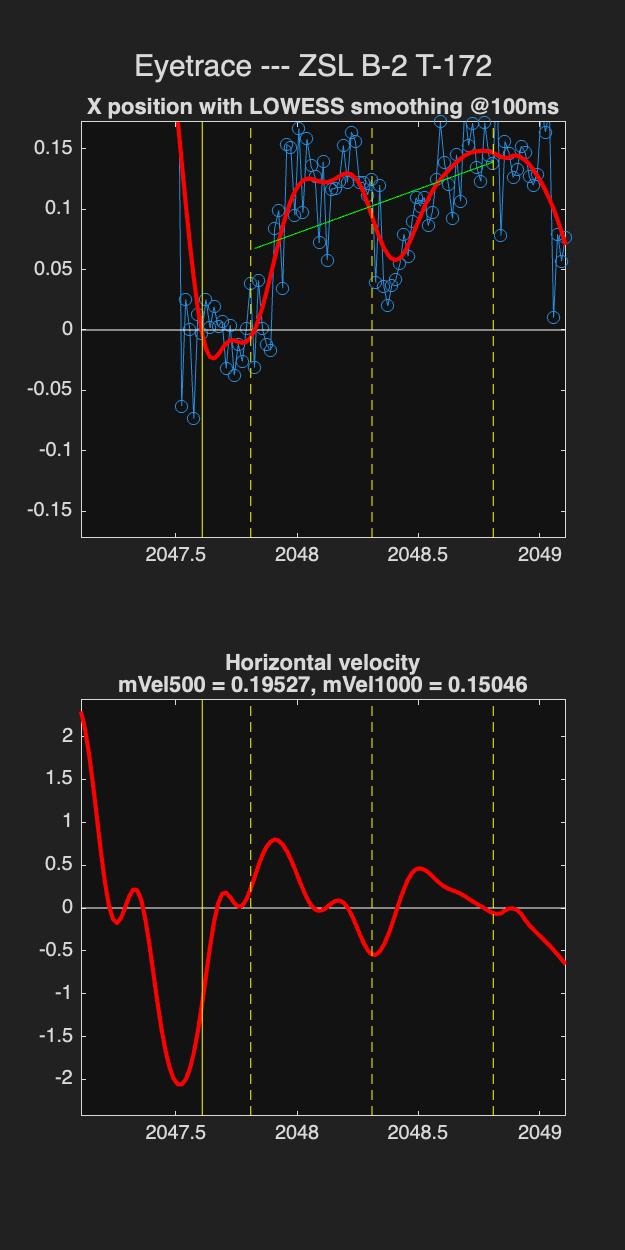 Eyetrace --- ZSL B-2 T-172
X position with LOWESS smoothing @100ms
0.15
0.1
0.05
0
-0.05
-0.1
-0.15
2047.5 2048 2048.5 2049
Horizontal velocity
mVel500 = 0.19527, mVel1000 = 0.15046
2
1.5
1
0.5
0
-0.5
-1
-1.5
-2
2047.5 2048 2048.5 2049